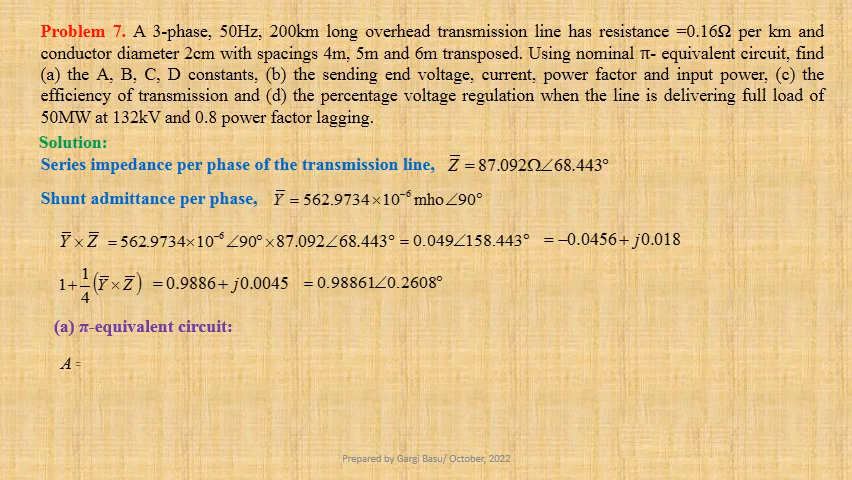 Problem 7. A 3-phase, 50Hz, 200km long overhead transmission line has resistance =0.16Ω per km and
conductor diameter 2cm with spacings 4m, 5m and 6m transposed. Using nominal π- equivalent circuit, find
(a) the A, B, C, D constants, (b) the sending end voltage, current, power factor and input power, (c) the
efficiency of transmission and (d) the percentage voltage regulation when the line is delivering full load of
50MW at 132kV and 0.8 power factor lagging.
Solution:
Series impedance per phase of the transmission line, Z̅ = 87.092Ω∠68.443°
Shunt admittance per phase, Y̅ = 562.9734×10⁻⁶ mho∠90°
Y̅ × Z̅ = 562.9734×10⁻⁶∠90°×87.092∠68.443° = 0.049∠158.443° = −0.0456+ j0.018
1+1/4(Y̅ × Z̅) = 0.9886+ j0.0045 = 0.98861∠0.2608°
(a) π-equivalent circuit:
A =
Prepared by Gargi Basu/ October, 2022